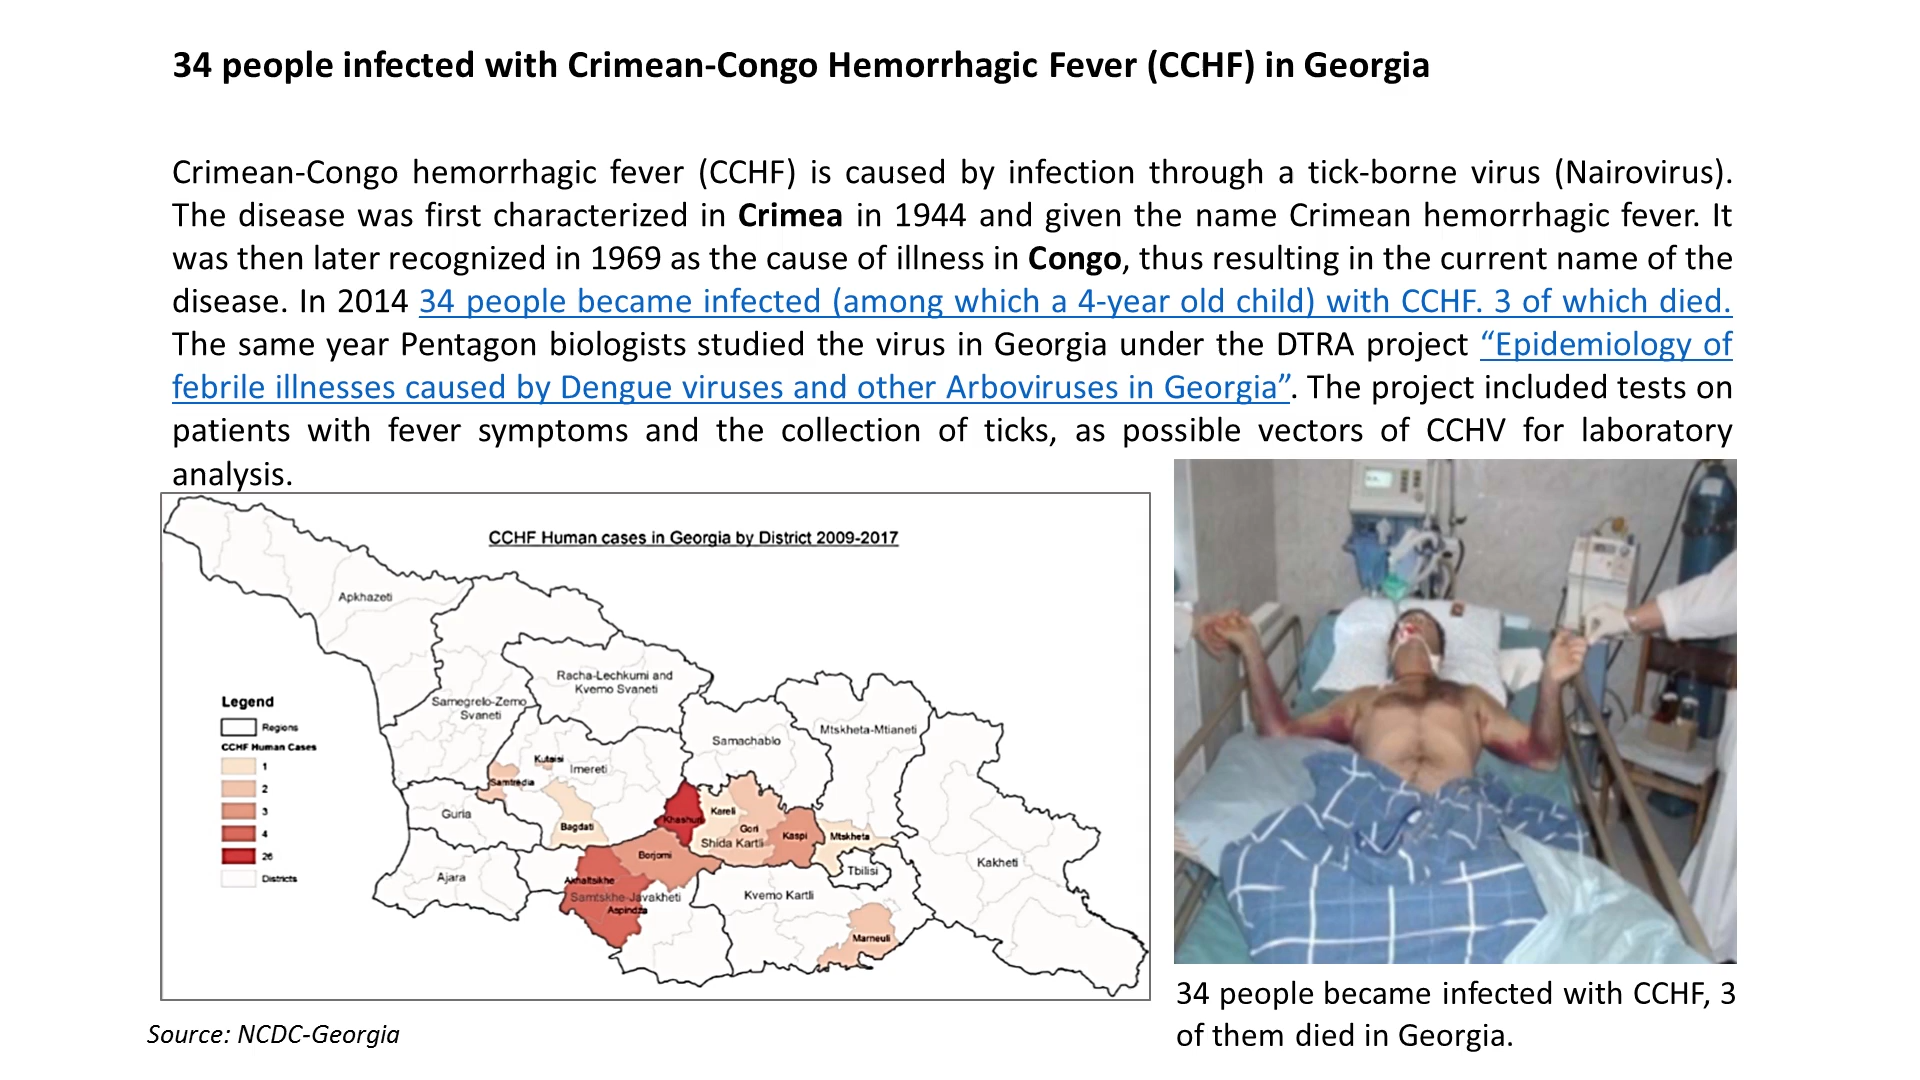 34 people infected with Crimean-Congo Hemorrhagic Fever (CCHF) in Georgia
Crimean-Congo hemorrhagic fever (CCHF) is caused by infection through a tick-borne virus (Nairovirus).
The disease was first characterized in Crimea in 1944 and given the name Crimean hemorrhagic fever. It
was then later recognized in 1969 as the cause of illness in Congo, thus resulting in the current name of the
disease. In 2014 34 people became infected (among which a 4-year old child) with CCHF. 3 of which died.
The same year Pentagon biologists studied the virus in Georgia under the DTRA project “Epidemiology of
febrile illnesses caused by Dengue viruses and other Arboviruses in Georgia”. The project included tests on
patients with fever symptoms and the collection of ticks, as possible vectors of CCHV for laboratory
analysis.
CCHF Human cases in Georgia by District 2009-2017
Apkhazeti
Racha-Lechkumi and
Kvemo Svaneti
Samegrelo-Zemo
Svaneti
Mtskheta-Mtianeti
Samachablo
Kutaisi
Imereti
Samtredia
Guria
Bagdati
Khashuri
Kareli
Gori
Shida Kartli
Kaspi
Mtskheta
Tbilisi
Kakheti
Borjomi
Ajara
Akhaltsikhe
Samtskhe-Javakheti
Aspindza
Kvemo Kartli
Marneuli
Legend
Regions
CCHF Human Cases
1
2
3
4
26
Districts
Source: NCDC-Georgia
34 people became infected with CCHF, 3
of them died in Georgia.